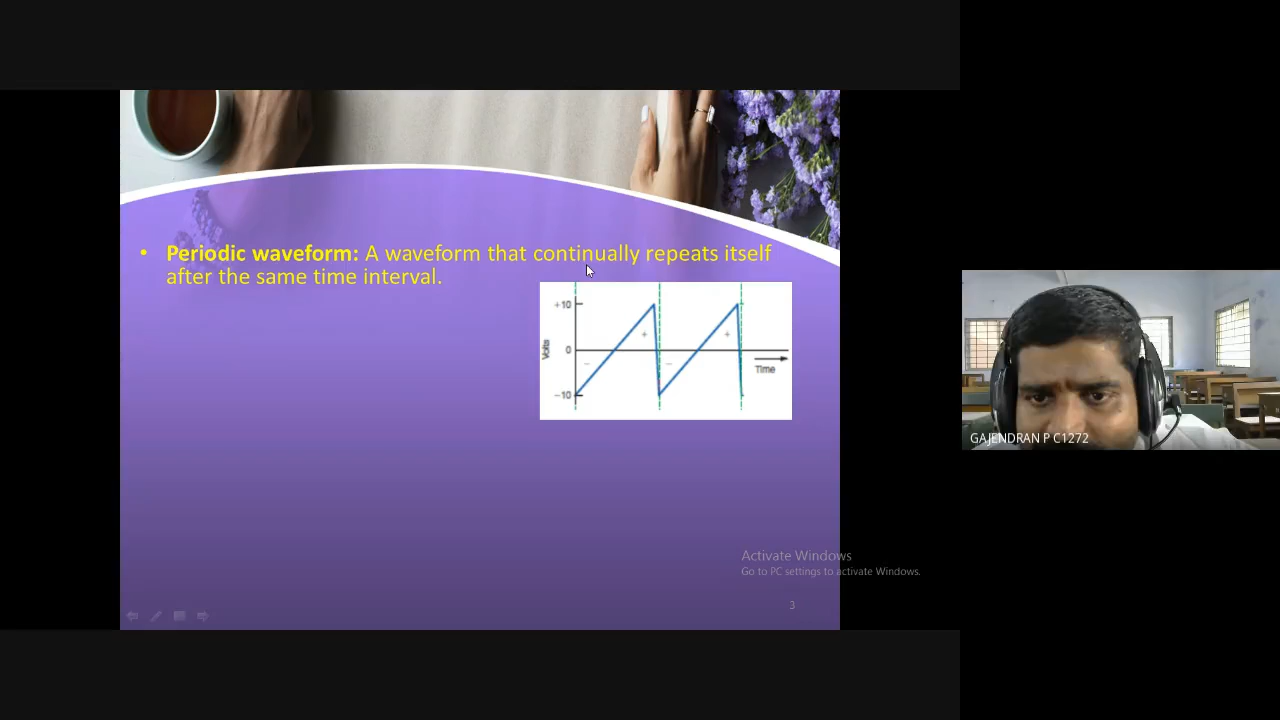 • Periodic waveform: A waveform that continually repeats itself
after the same time interval.
+10
Volts
0
Time
−10
GAJENDRAN P C1272
Activate Windows
Go to PC settings to activate Windows.
3